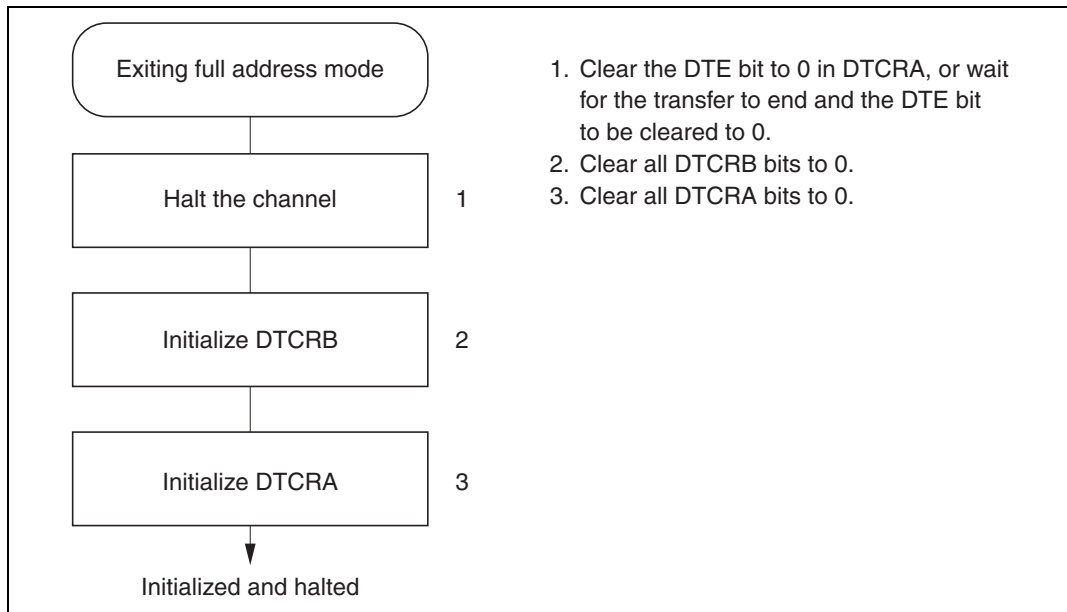 Exiting full address mode
Halt the channel
1
Initialize DTCRB
2
Initialize DTCRA
3
Initialized and halted
1. Clear the DTE bit to 0 in DTCRA, or wait
for the transfer to end and the DTE bit
to be cleared to 0.
2. Clear all DTCRB bits to 0.
3. Clear all DTCRA bits to 0.